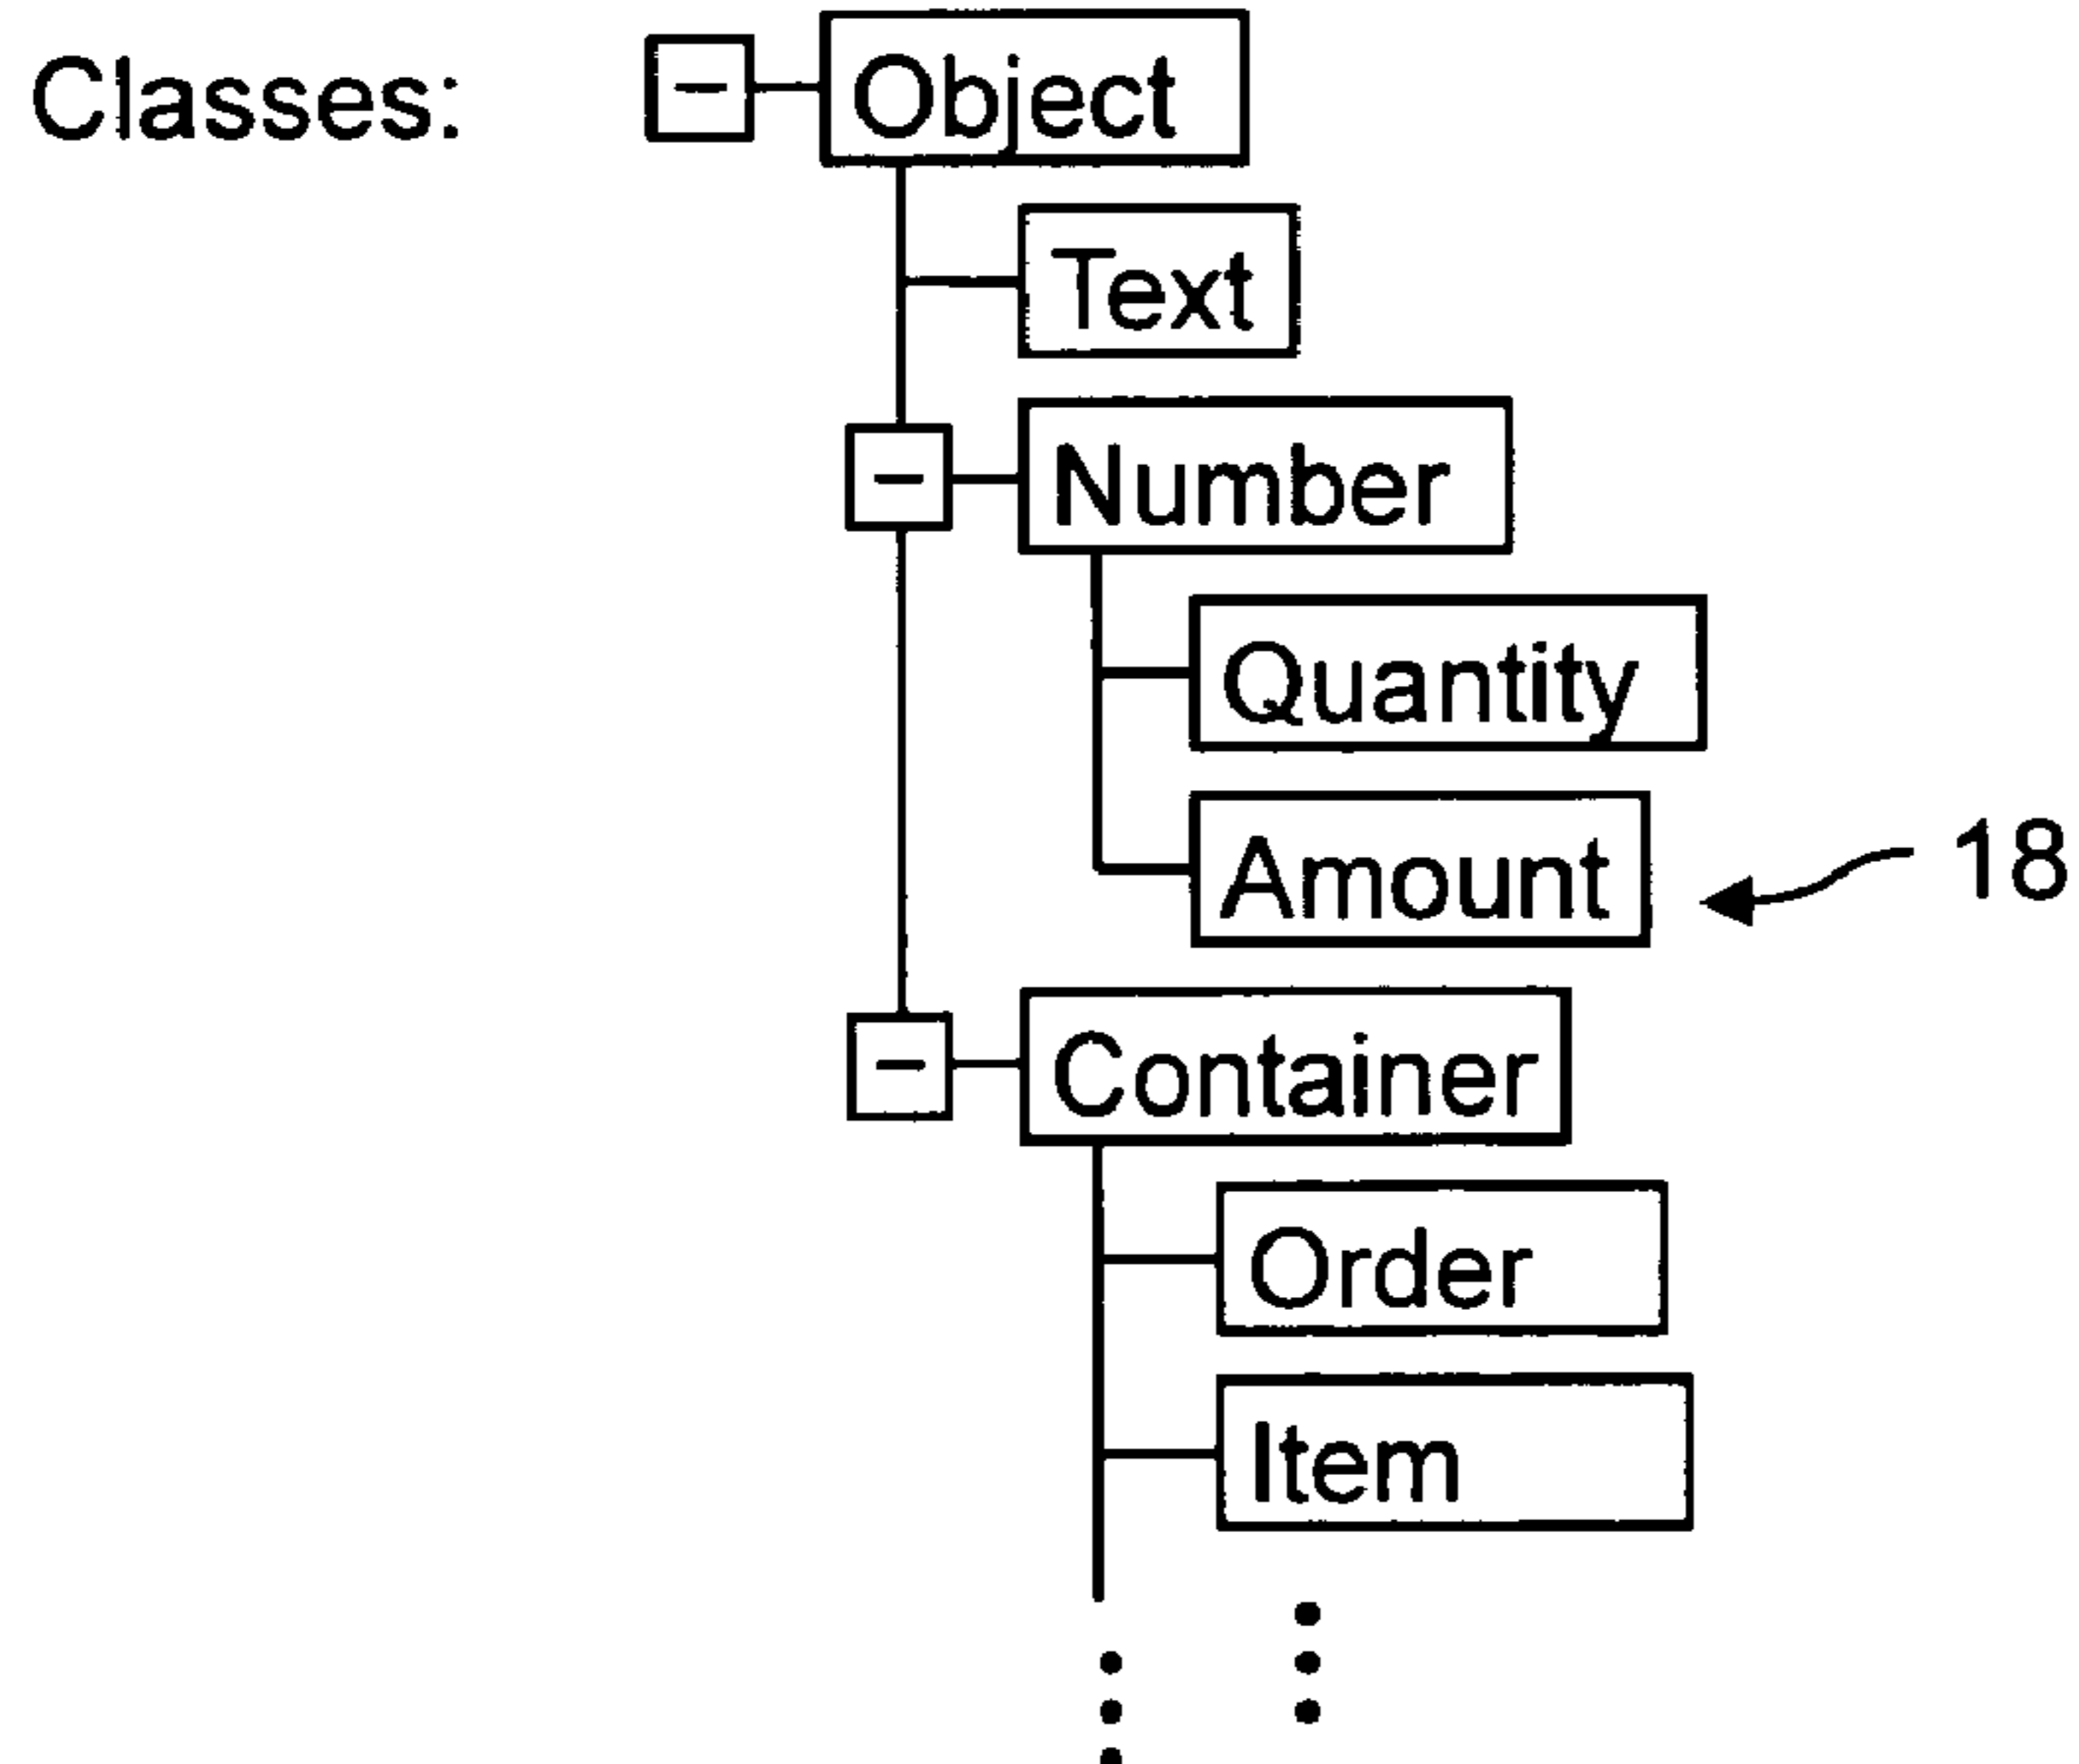 Classes: Object
Text
Number
Quantity
Amount
18
Container
Order
Item